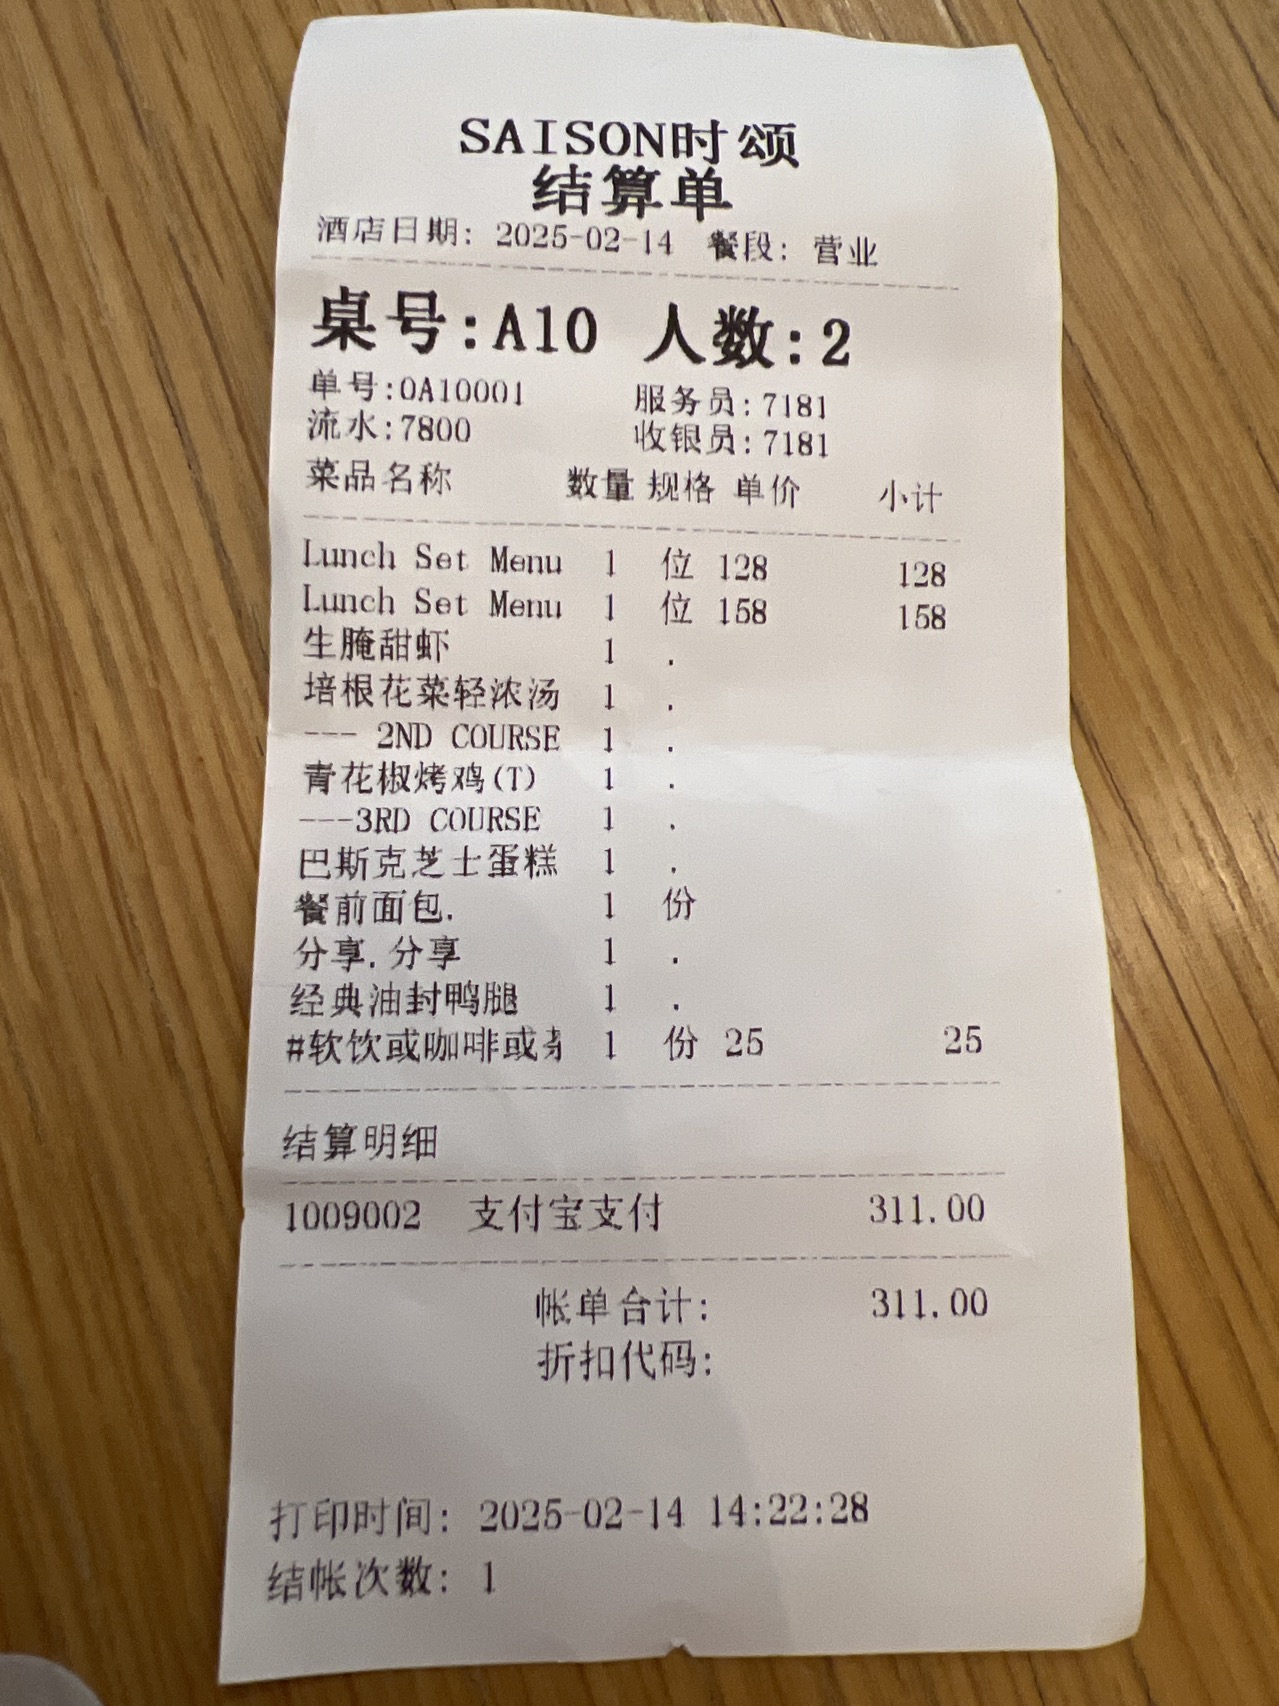 SAISON时颂
结算单
酒店日期: 2025-02-14 餐段: 营业
桌号:A10 人数:2
单号:0A10001 服务员:7181
流水:7800 收银员:7181
菜品名称 数量 规格 单价 小计
Lunch Set Menu 1 位 128 128
Lunch Set Menu 1 位 158 158
生腌甜虾 1 .
培根花菜轻浓汤 1 .
--- 2ND COURSE 1 .
青花椒烤鸡(T) 1 .
---3RD COURSE 1 .
巴斯克芝士蛋糕 1 .
餐前面包. 1 份
分享.分享 1 .
经典油封鸭腿 1 .
#软饮或咖啡或 1 份 25 25
结算明细
1009002 支付宝支付 311.00
帐单合计: 311.00
折扣代码:
打印时间: 2025-02-14 14:22:28
结帐次数: 1